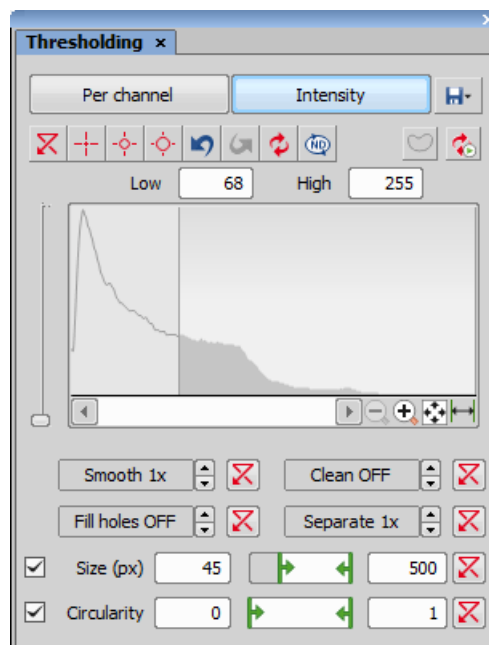 Thresholding ×
Per channel Intensity
ND
Low 68 High 255
Smooth 1x Clean OFF
Fill holes OFF Separate 1x
Size (px) 45 500
Circularity 0 1